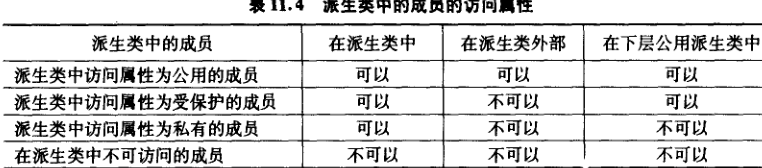 表 11.4 派生类中的成员的访问属性
派生类中的成员 在派生类中 在派生类外部 在下层公用派生类中
派生类中访问属性为公用的成员 可以 可以 可以
派生类中访问属性为受保护的成员 可以 不可以 可以
派生类中访问属性为私有的成员 可以 不可以 不可以
在派生类中不可访问的成员 不可以 不可以 不可以